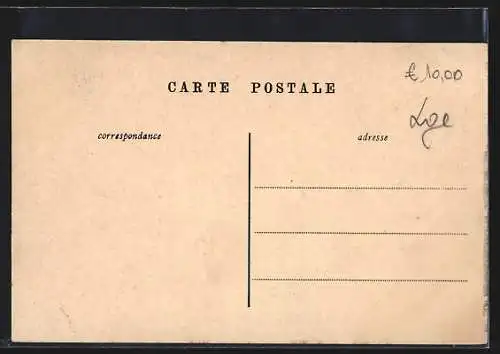 € 10,00
CARTE POSTALE
correspondance
adresse